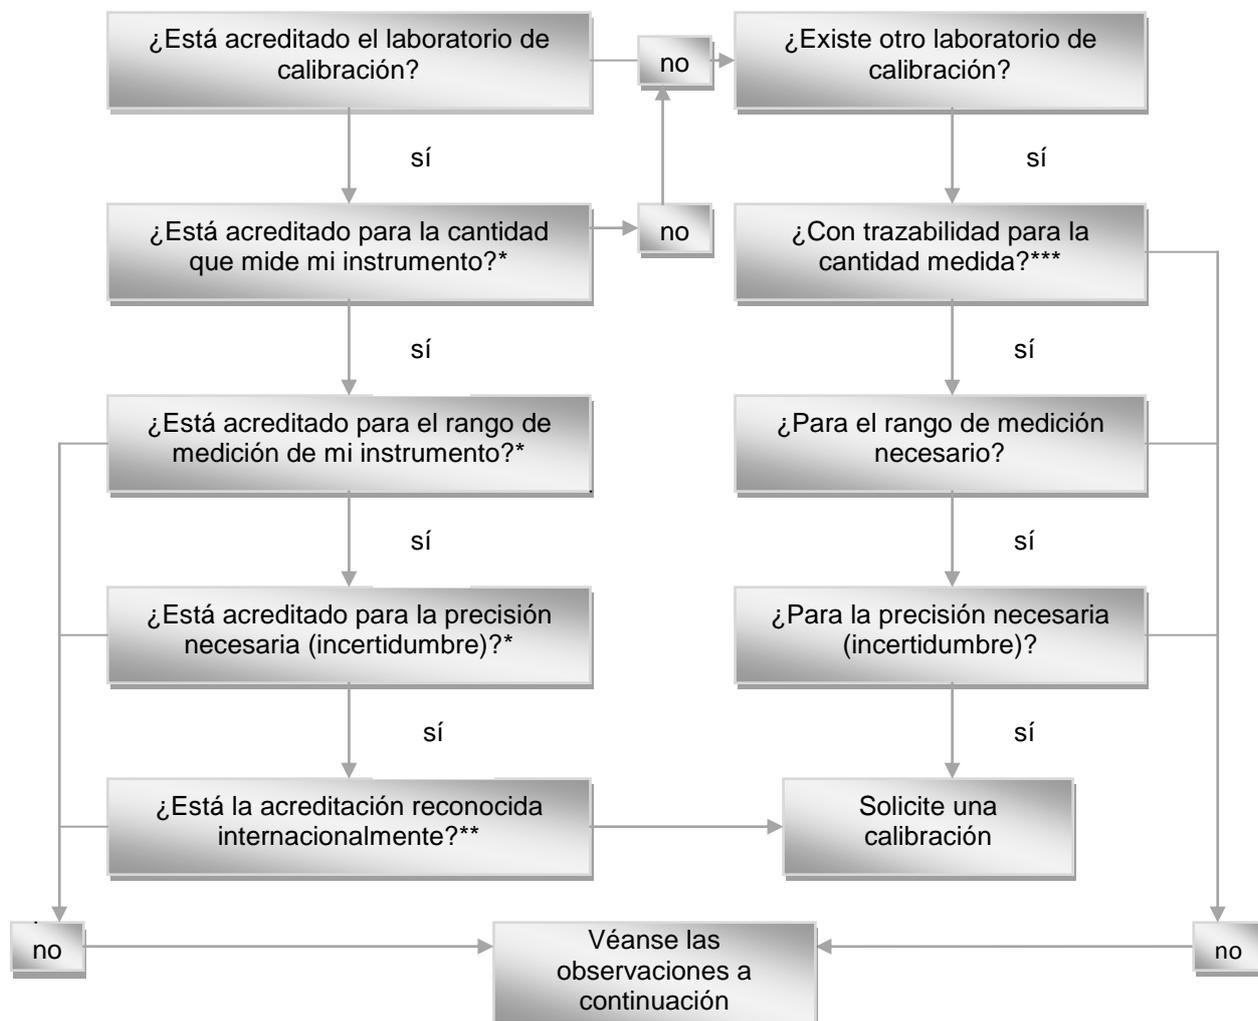 ¿Está acreditado el laboratorio de
calibración?
no
¿Existe otro laboratorio de
calibración?
sí
sí
¿Está acreditado para la cantidad
que mide mi instrumento?*
no
¿Con trazabilidad para la
cantidad medida?***
sí
sí
¿Está acreditado para el rango de
medición de mi instrumento?*
¿Para el rango de medición
necesario?
sí
sí
¿Está acreditado para la precisión
necesaria (incertidumbre)?*
¿Para la precisión necesaria
(incertidumbre)?
sí
sí
¿Está la acreditación reconocida
internacionalmente?**
Solicite una
calibración
no
Véanse las
observaciones a
continuación
no